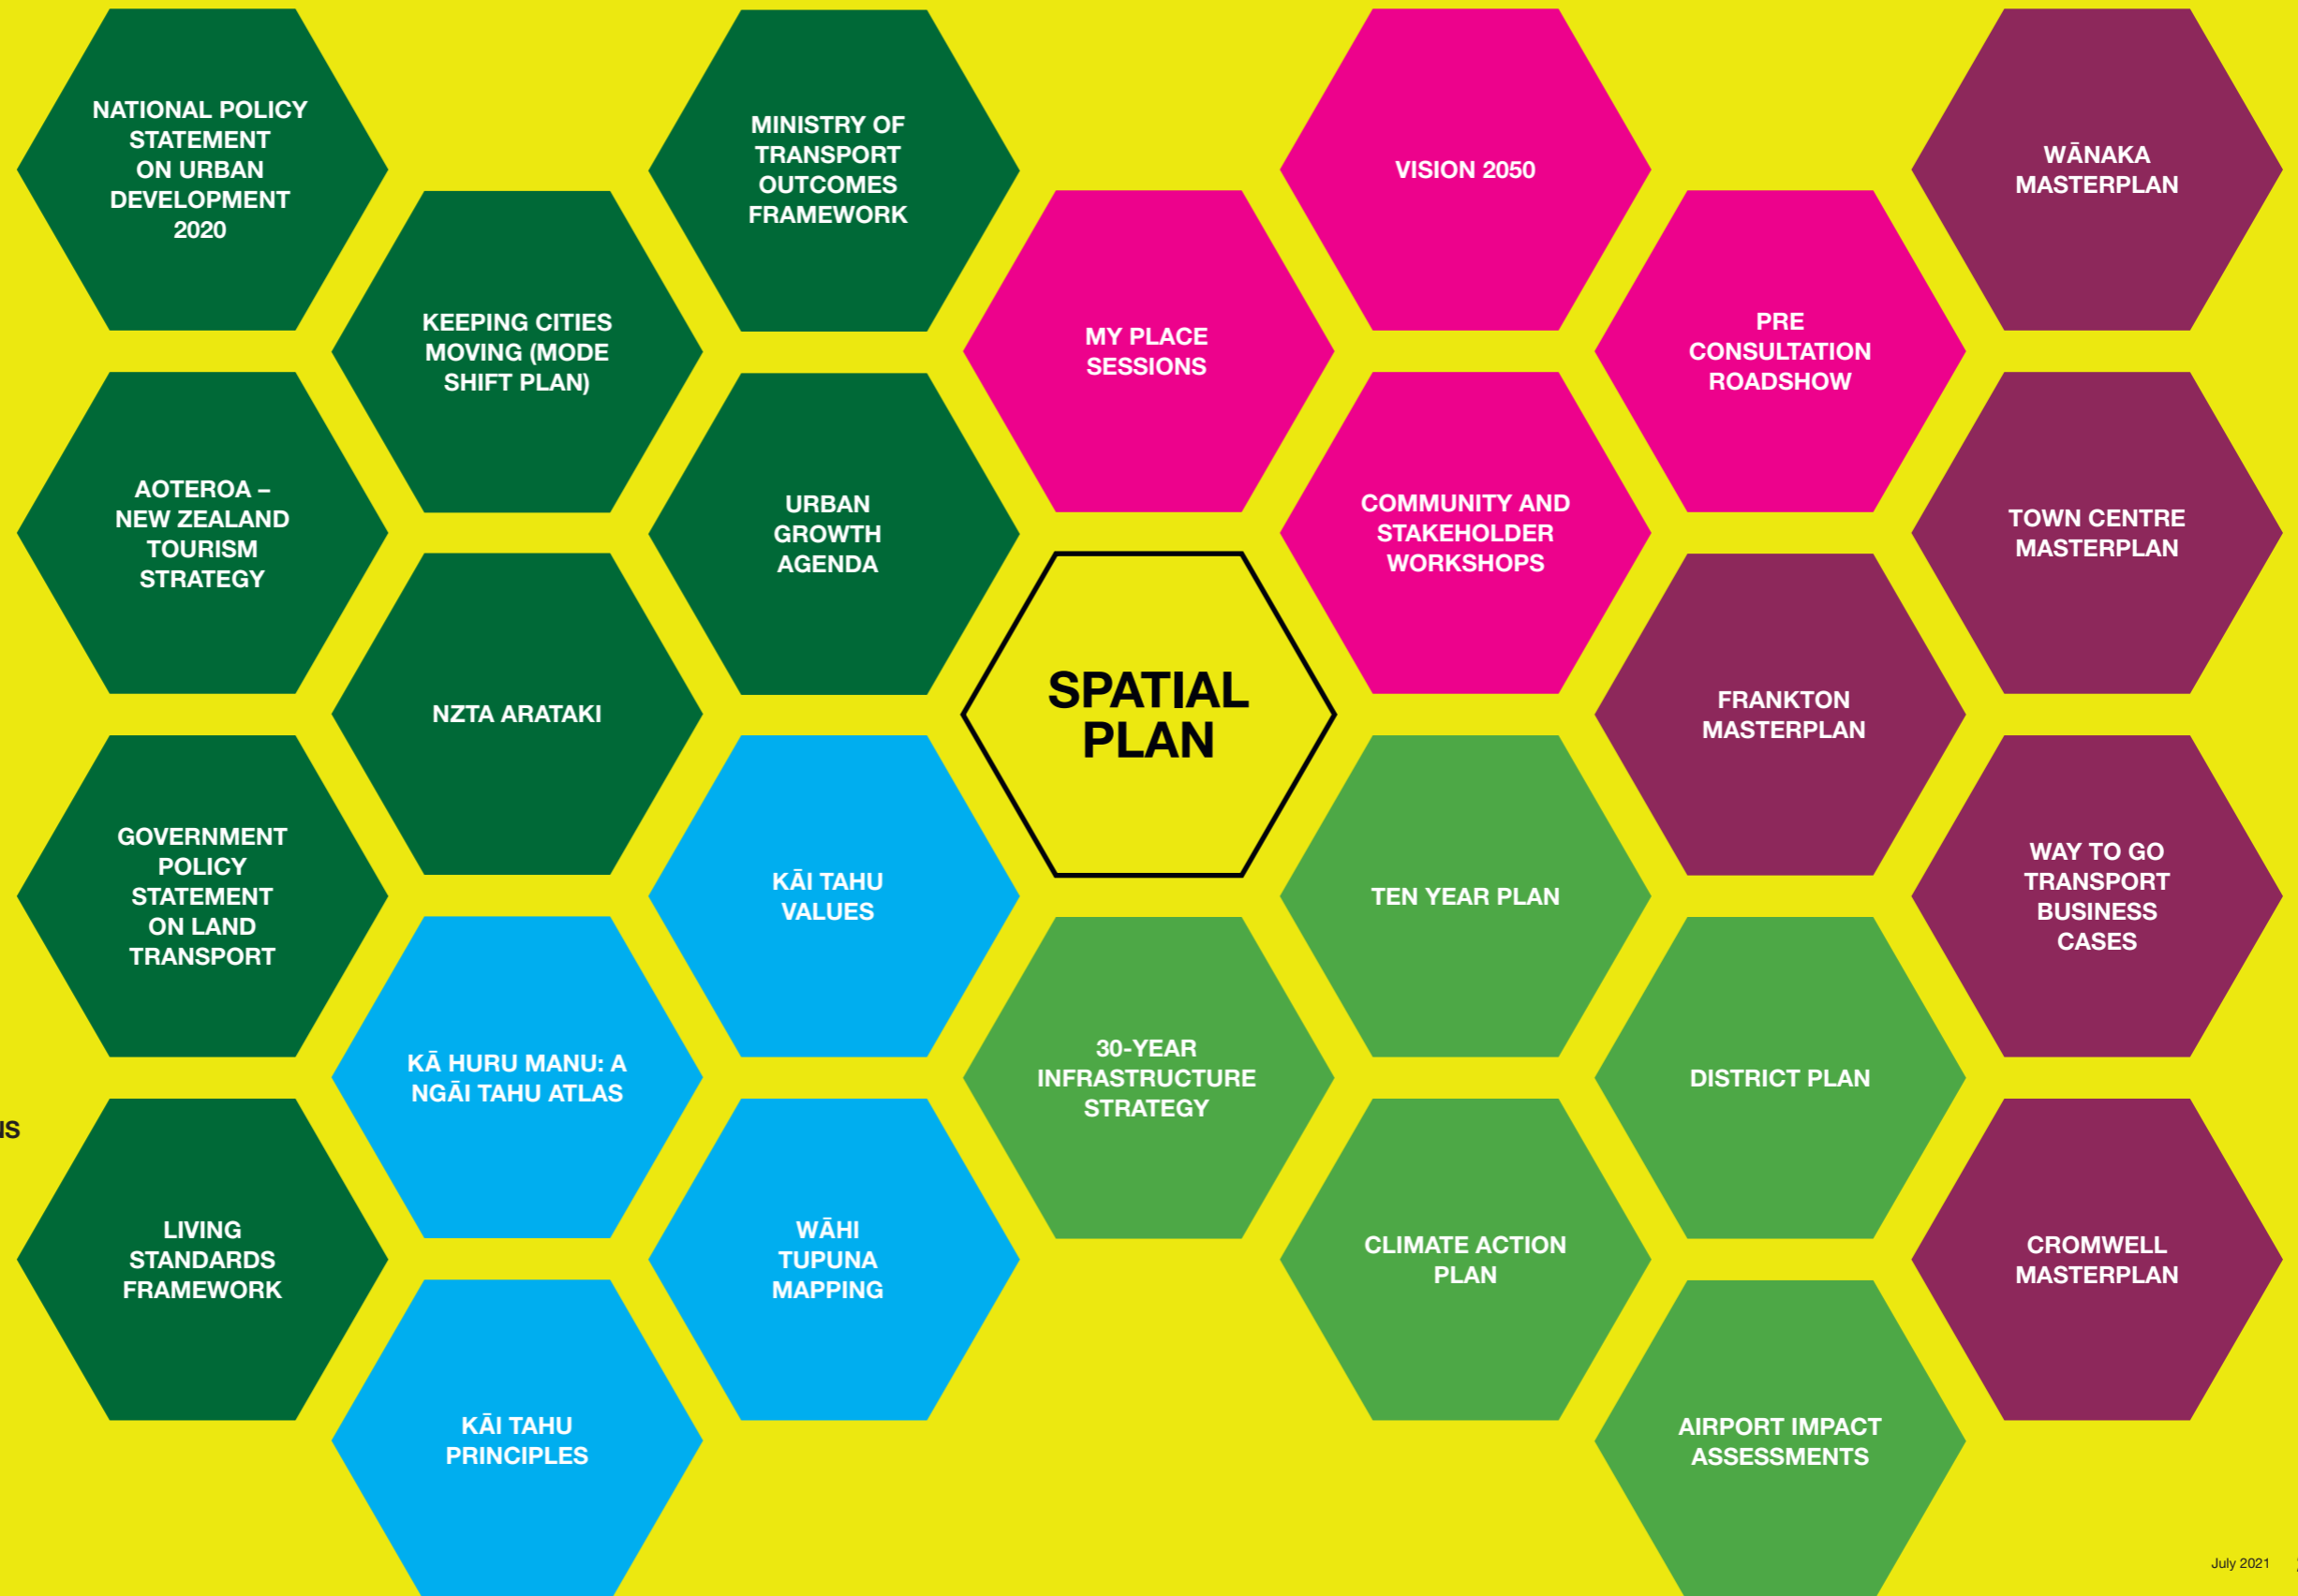 NATIONAL POLICY
STATEMENT
ON URBAN
DEVELOPMENT
2020
AOTEROA –
NEW ZEALAND
TOURISM
STRATEGY
GOVERNMENT
POLICY
STATEMENT
ON LAND
TRANSPORT
LIVING
STANDARDS
FRAMEWORK
KEEPING CITIES
MOVING (MODE
SHIFT PLAN)
NZTA ARATAKI
KĀ HURU MANU: A
NGĀI TAHU ATLAS
KĀI TAHU
PRINCIPLES
MINISTRY OF
TRANSPORT
OUTCOMES
FRAMEWORK
URBAN
GROWTH
AGENDA
KĀI TAHU
VALUES
WĀHI
TUPUNA
MAPPING
MY PLACE
SESSIONS
SPATIAL
PLAN
30-YEAR
INFRASTRUCTURE
STRATEGY
VISION 2050
COMMUNITY AND
STAKEHOLDER
WORKSHOPS
TEN YEAR PLAN
CLIMATE ACTION
PLAN
PRE
CONSULTATION
ROADSHOW
FRANKTON
MASTERPLAN
DISTRICT PLAN
AIRPORT IMPACT
ASSESSMENTS
WĀNAKA
MASTERPLAN
TOWN CENTRE
MASTERPLAN
WAY TO GO
TRANSPORT
BUSINESS
CASES
CROMWELL
MASTERPLAN
July 2021